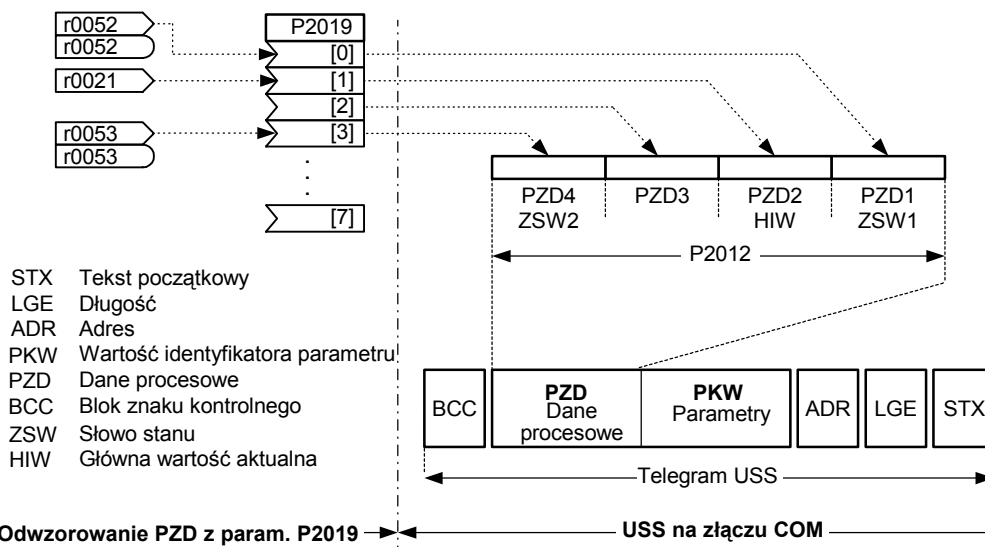 r0052
r0052
r0021
r0053
r0053
P2019
[0]
[1]
[2]
[3]
[7]
PZD4
ZSW2
PZD3
PZD2
HIW
PZD1
ZSW1
P2012
STX Tekst początkowy
LGE Długość
ADR Adres
PKW Wartość identyfikatora parametru
PZD Dane procesowe
BCC Blok znaku kontrolnego
ZSW Słowo stanu
HIW Główna wartość aktualna
BCC
PZD
Dane
procesowe
PKW
Parametry
ADR
LGE
STX
Telegram USS
Odwzorowanie PZD z param. P2019
USS na złączu COM